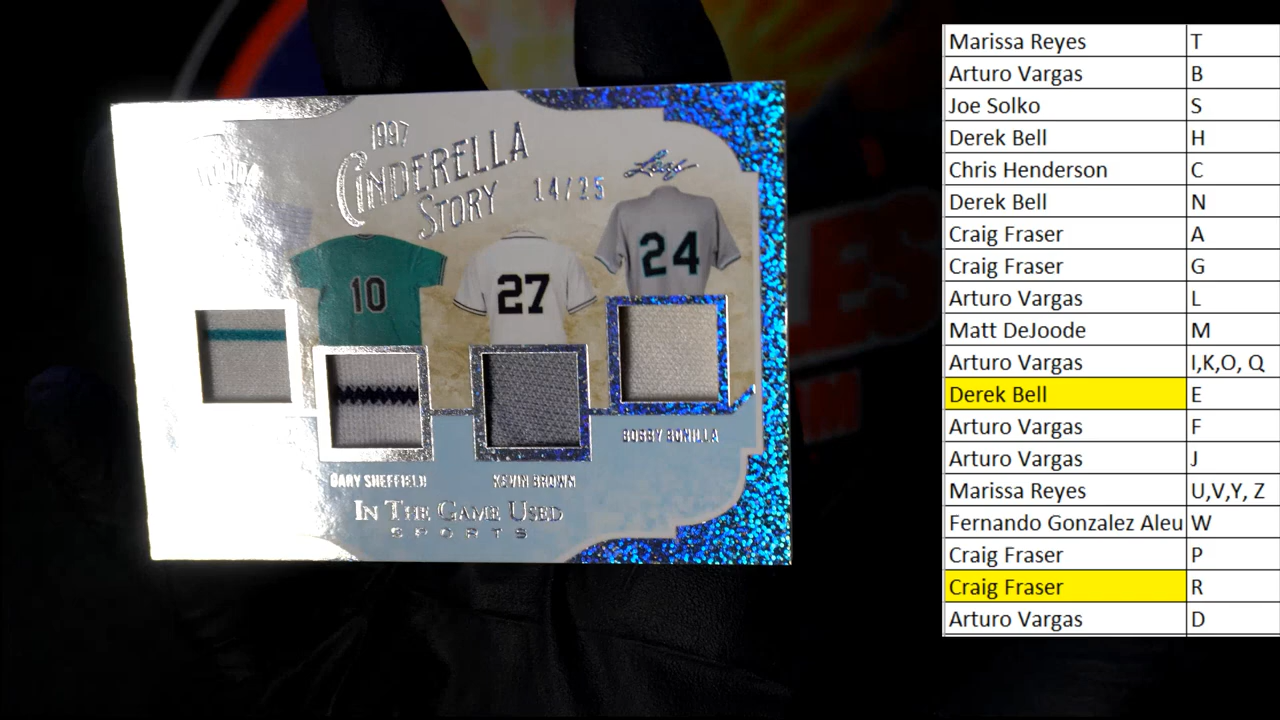 1997
CINDERELLA
STORY
14/25
Leaf
10
27
24
BOBBY BONILLA
GARY SHEFFIELD
KEVIN BROWN
IN THE GAME USED
SPORTS
Marissa Reyes T
Arturo Vargas B
Joe Solko S
Derek Bell H
Chris Henderson C
Derek Bell N
Craig Fraser A
Craig Fraser G
Arturo Vargas L
Matt DeJoode M
Arturo Vargas I,K,O, Q
Derek Bell E
Arturo Vargas F
Arturo Vargas J
Marissa Reyes U,V,Y, Z
Fernando Gonzalez Aleu W
Craig Fraser P
Craig Fraser R
Arturo Vargas D